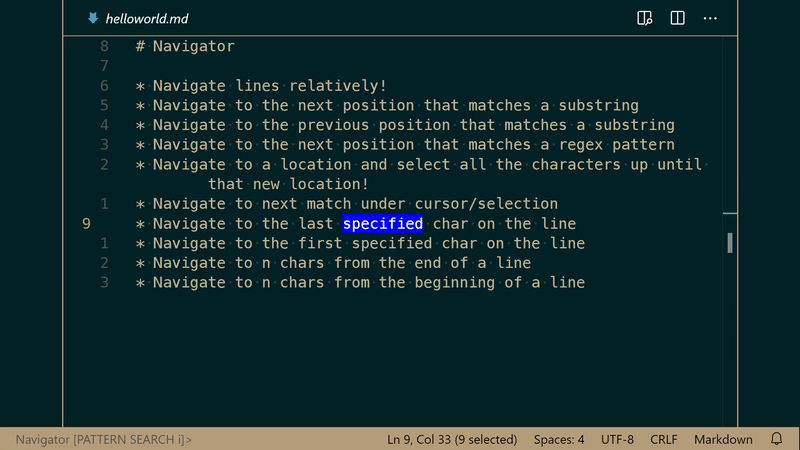 helloworld.md
8 # Navigator
7
6 * Navigate lines relatively!
5 * Navigate to the next position that matches a substring
4 * Navigate to the previous position that matches a substring
3 * Navigate to the next position that matches a regex pattern
2 * Navigate to a location and select all the characters up until
that new location!
1 * Navigate to next match under cursor/selection
9 * Navigate to the last specified char on the line
1 * Navigate to the first specified char on the line
2 * Navigate to n chars from the end of a line
3 * Navigate to n chars from the beginning of a line
Navigator [PATTERN SEARCH i]> Ln 9, Col 33 (9 selected) Spaces: 4 UTF-8 CRLF Markdown